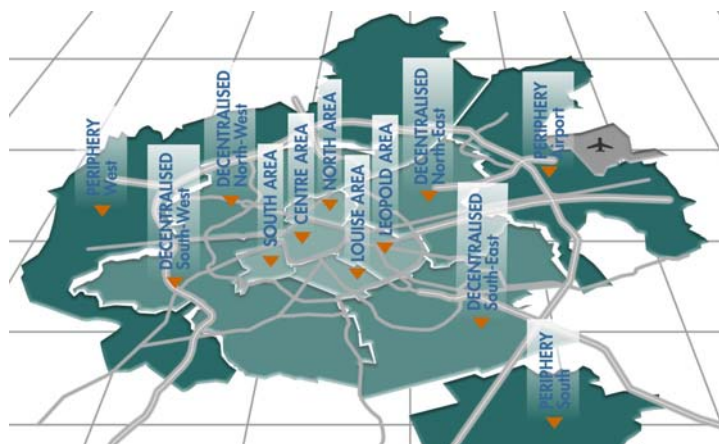 PERIPHERY
West
DECENTRALISED
South-West
DECENTRALISED
North-West
SOUTH AREA
CENTRE AREA
NORTH AREA
LOUISE AREA
LEOPOLD AREA
DECENTRALISED
North-East
DECENTRALISED
South-East
PERIPHERY
Airport
PERIPHERY
South